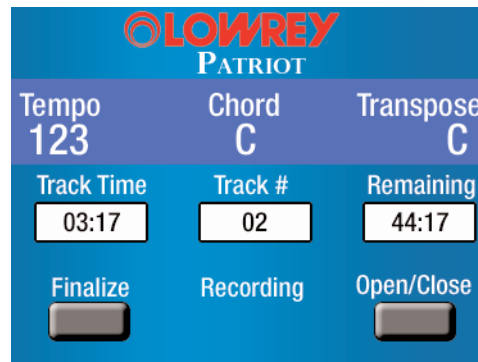 LOWREY
PATRIOT
Tempo Chord Transpose
123 C C
Track Time Track # Remaining
03:17 02 44:17
Finalize Recording Open/Close